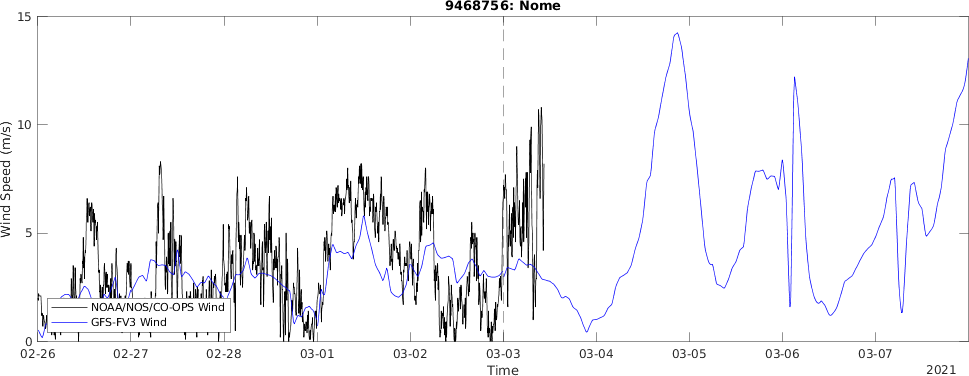 9468756: Nome
15
10
5
0
Wind Speed (m/s)
NOAA/NOS/CO-OPS Wind
GFS-FV3 Wind
02-26 02-27 02-28 03-01 03-02 03-03 03-04 03-05 03-06 03-07
Time
2021